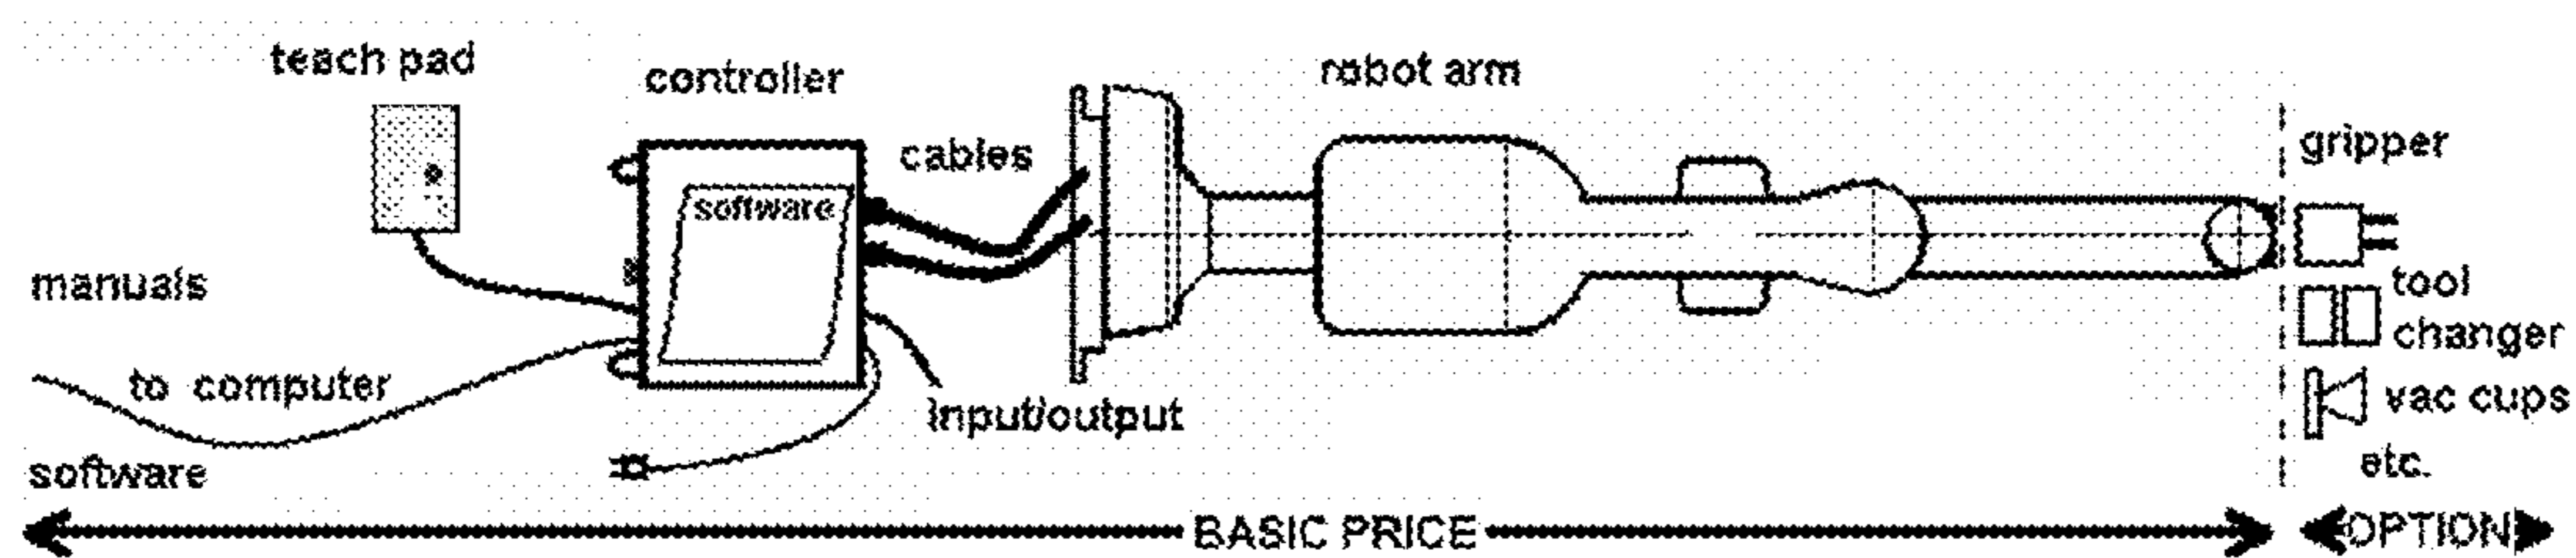 teach pad
controller
robot arm
cables
gripper
software
manuals
tool
changer
to computer
input/output
vac cups
software
etc.
BASIC PRICE
OPTION